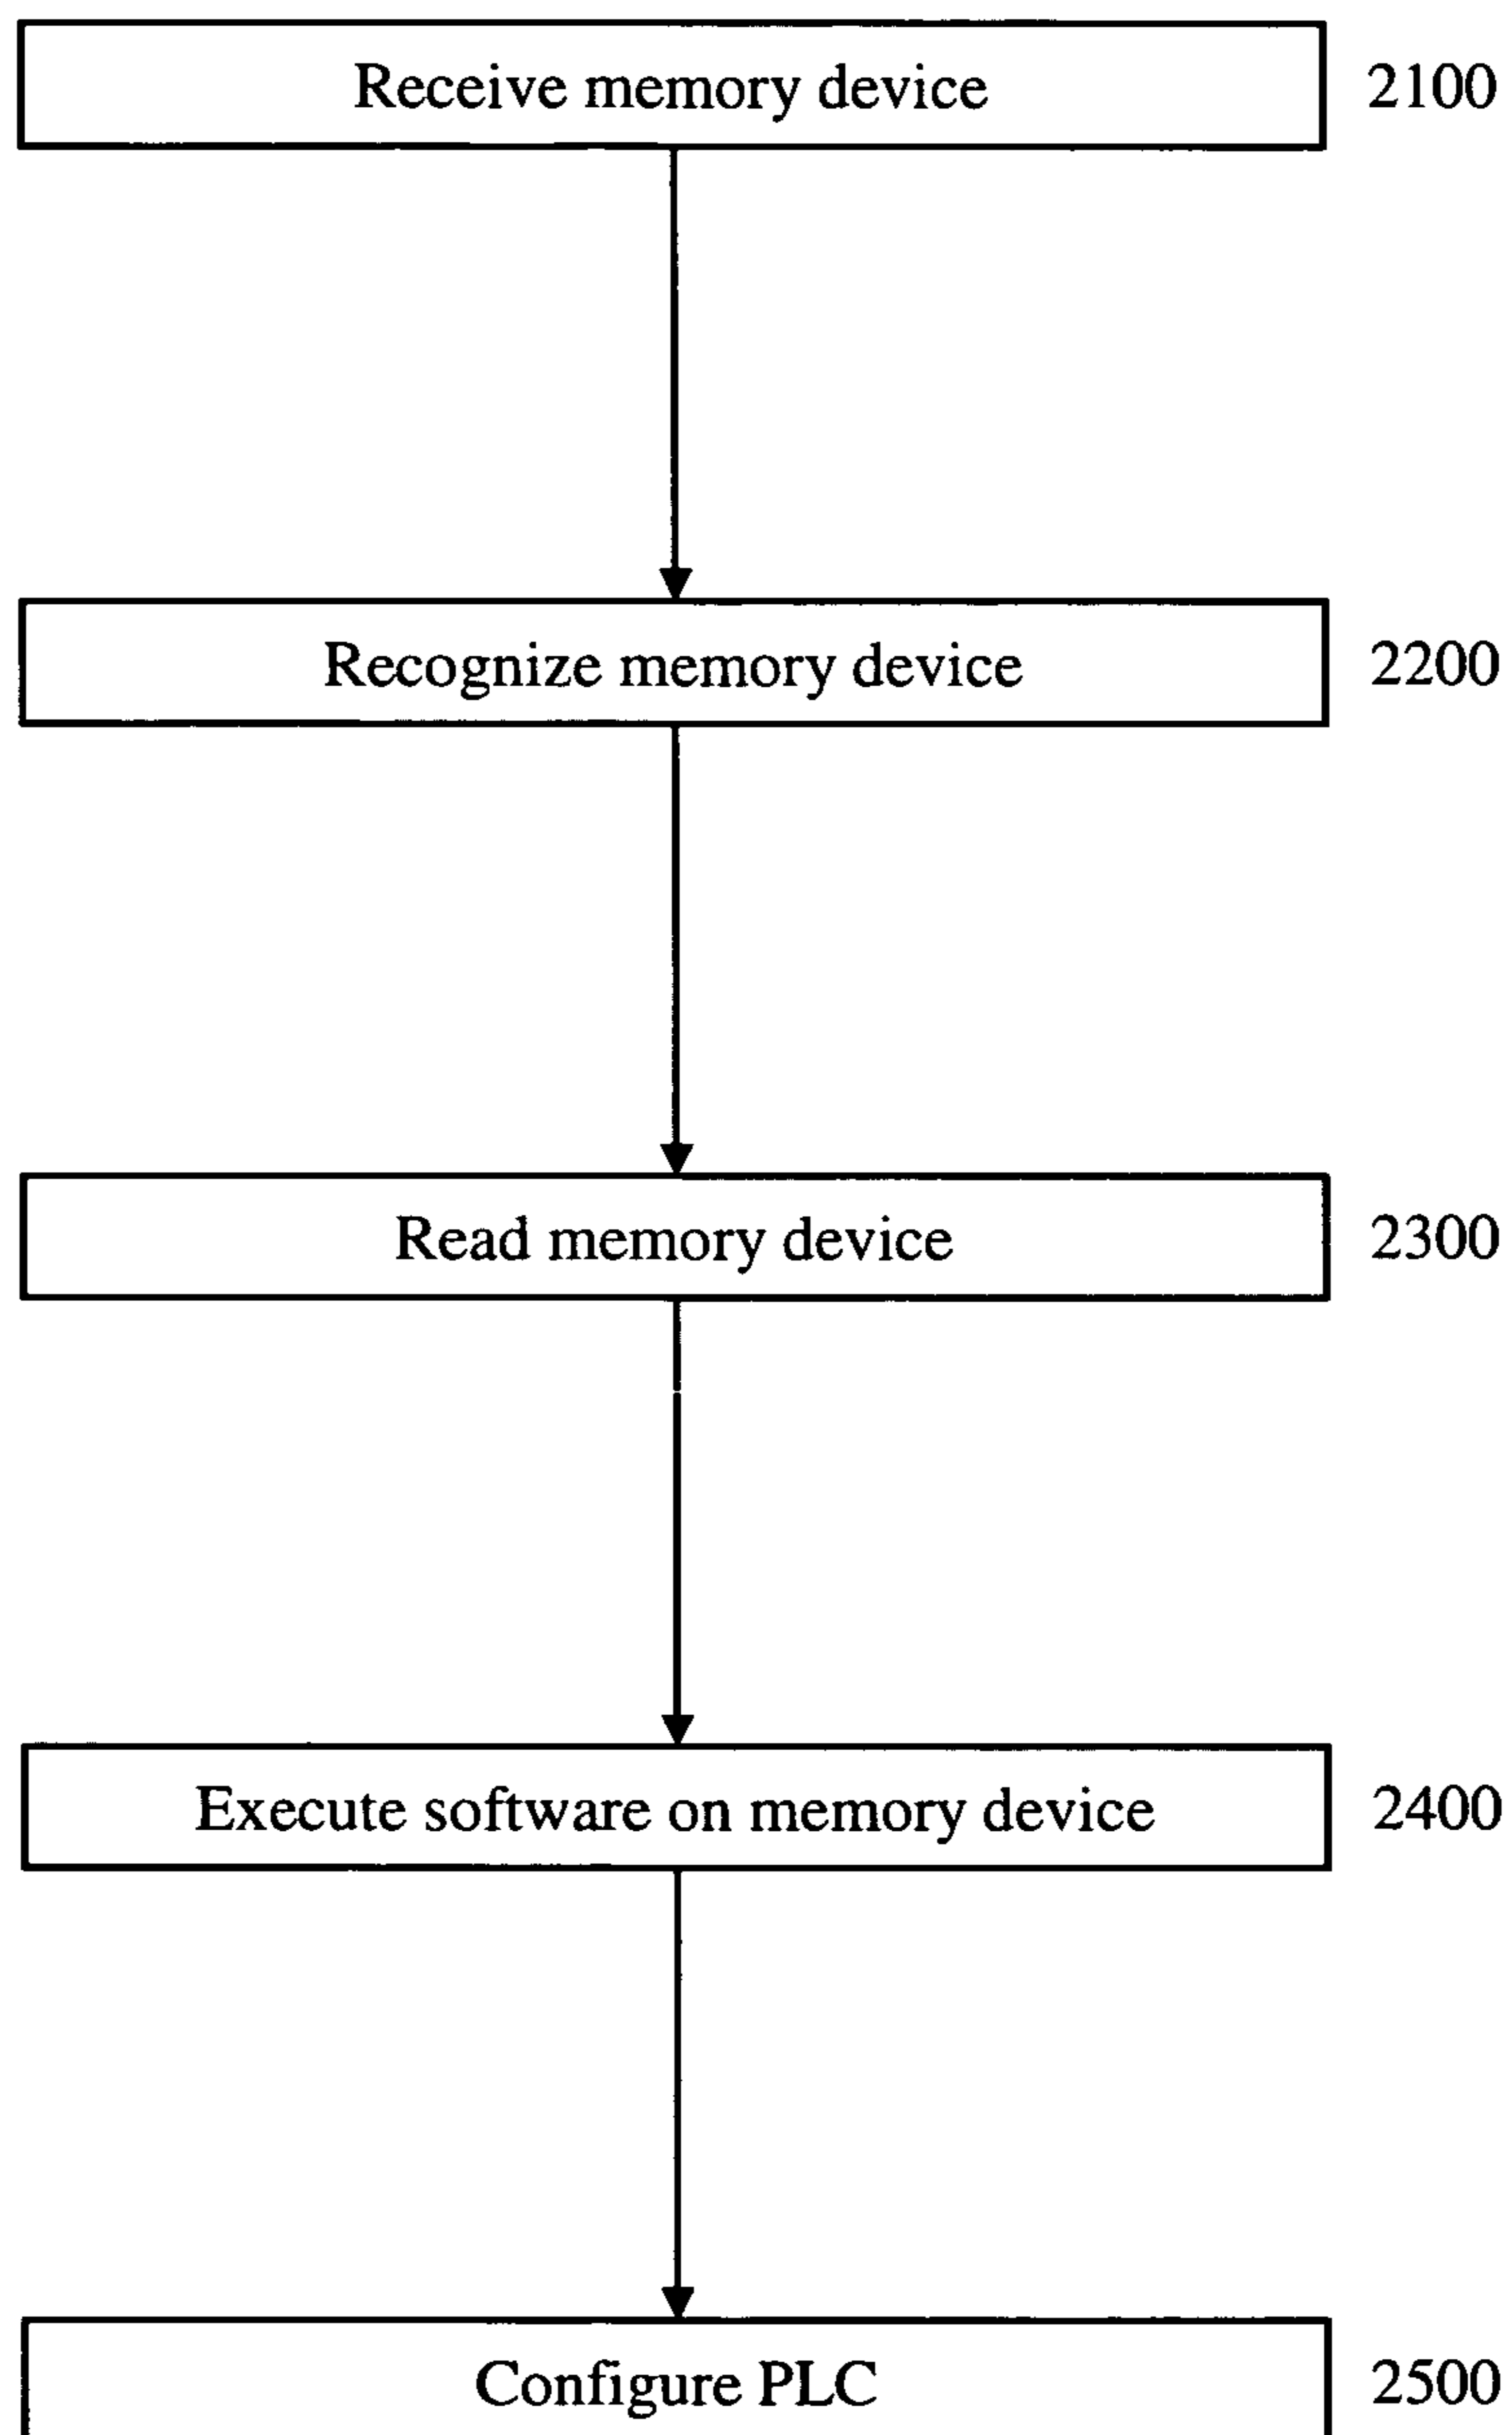 Receive memory device 2100
Recognize memory device 2200
Read memory device 2300
Execute software on memory device 2400
Configure PLC 2500